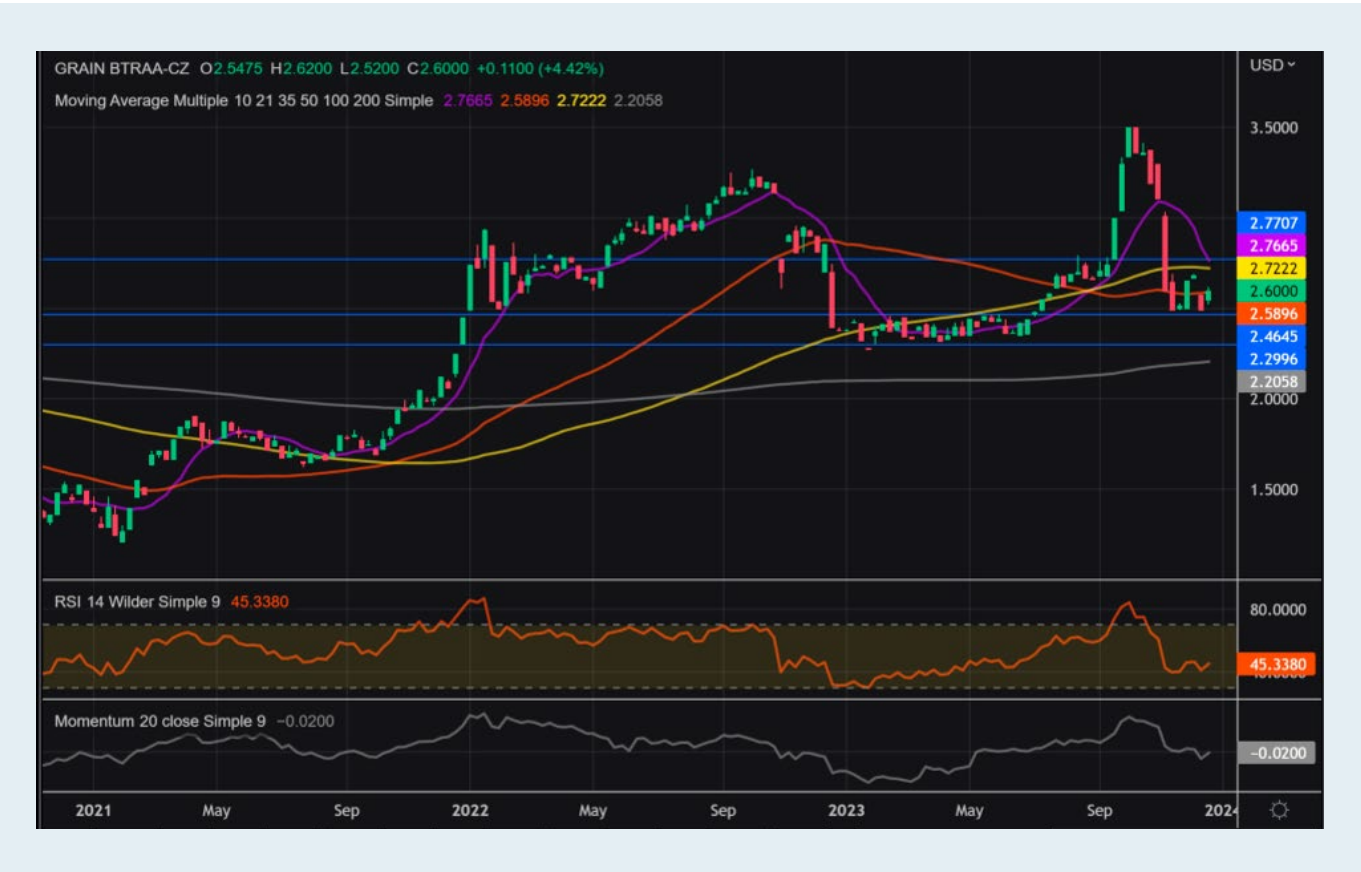 GRAIN BTRAA-CZ O2.5475 H2.6200 L2.5200 C2.6000 +0.1100 (+4.42%)
USD
Moving Average Multiple 10 21 35 50 100 200 Simple 2.7665 2.5896 2.7222 2.2058
3.5000
2.7707
2.7665
2.7222
2.6000
2.5896
2.4645
2.2996
2.2058
2.0000
1.5000
RSI 14 Wilder Simple 9 45.3380
80.0000
45.3380
Momentum 20 close Simple 9 −0.0200
−0.0200
2021 May Sep 2022 May Sep 2023 May Sep